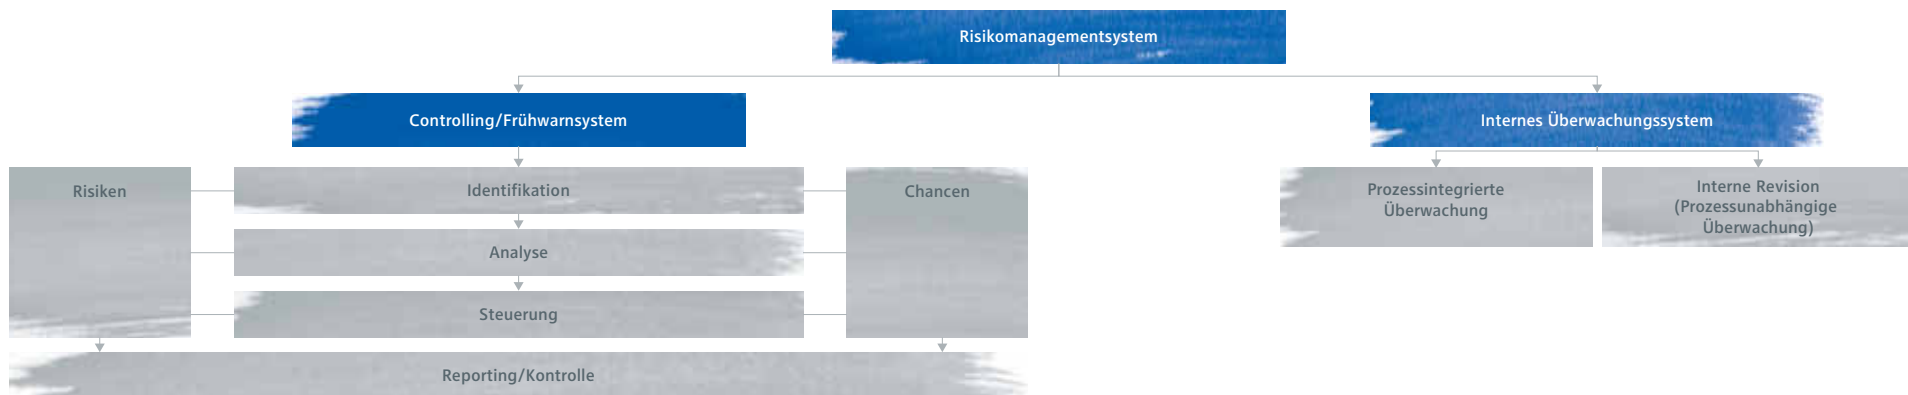 Risikomanagementsystem
Controlling/Frühwarnsystem
Internes Überwachungssystem
Risiken
Identifikation
Chancen
Analyse
Steuerung
Reporting/Kontrolle
Prozessintegrierte
Überwachung
Interne Revision
(Prozessunabhängige
Überwachung)